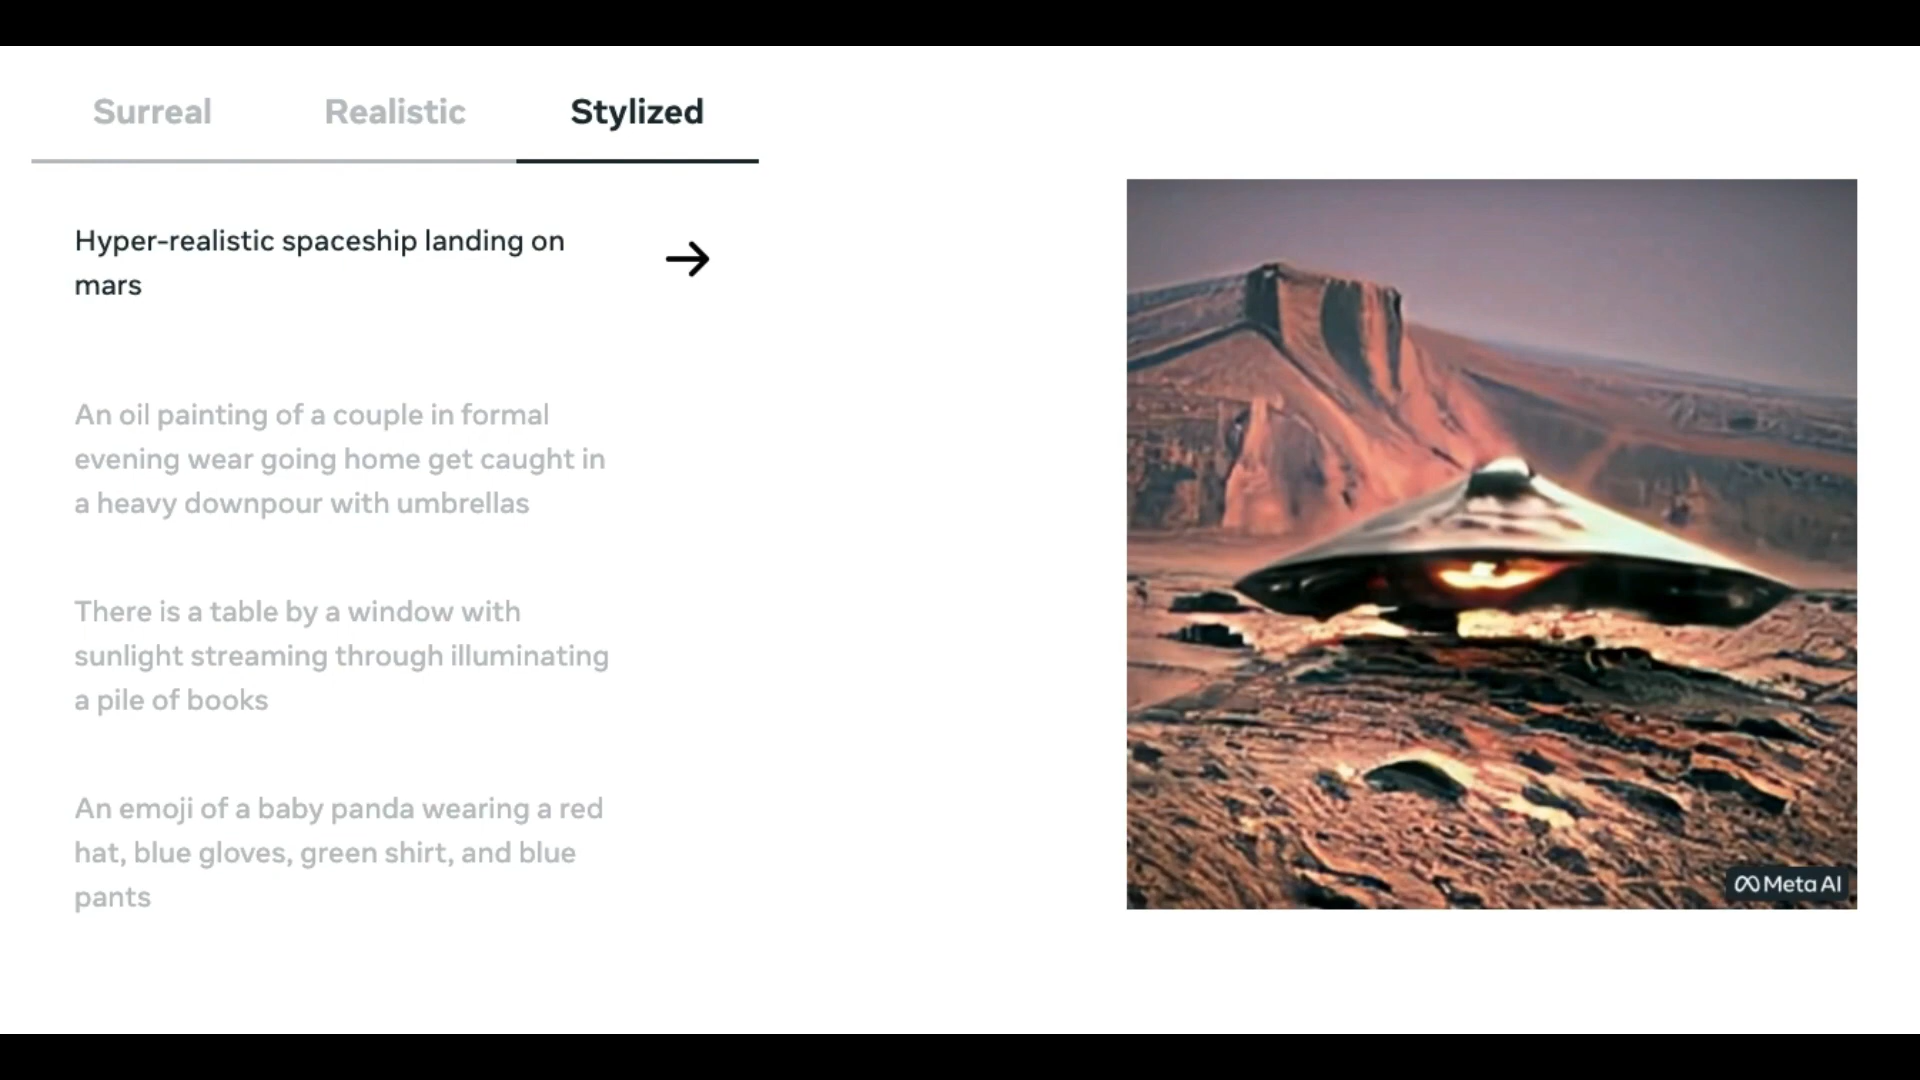 Surreal Realistic Stylized
Hyper-realistic spaceship landing on
mars
An oil painting of a couple in formal
evening wear going home get caught in
a heavy downpour with umbrellas
There is a table by a window with
sunlight streaming through illuminating
a pile of books
An emoji of a baby panda wearing a red
hat, blue gloves, green shirt, and blue
pants
Meta AI